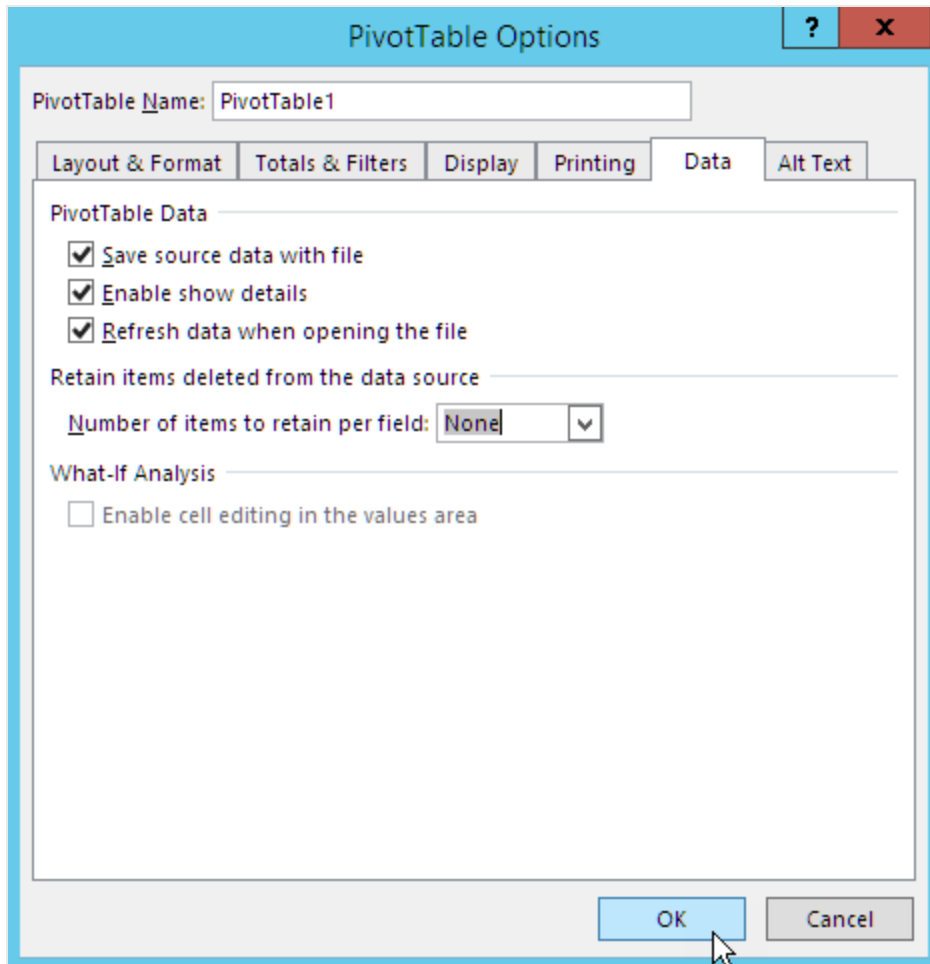 PivotTable Options
?
x
PivotTable Name: PivotTable1
Layout & Format Totals & Filters Display Printing Data Alt Text
PivotTable Data
Save source data with file
Enable show details
Refresh data when opening the file
Retain items deleted from the data source
Number of items to retain per field: None
What-If Analysis
Enable cell editing in the values area
OK Cancel